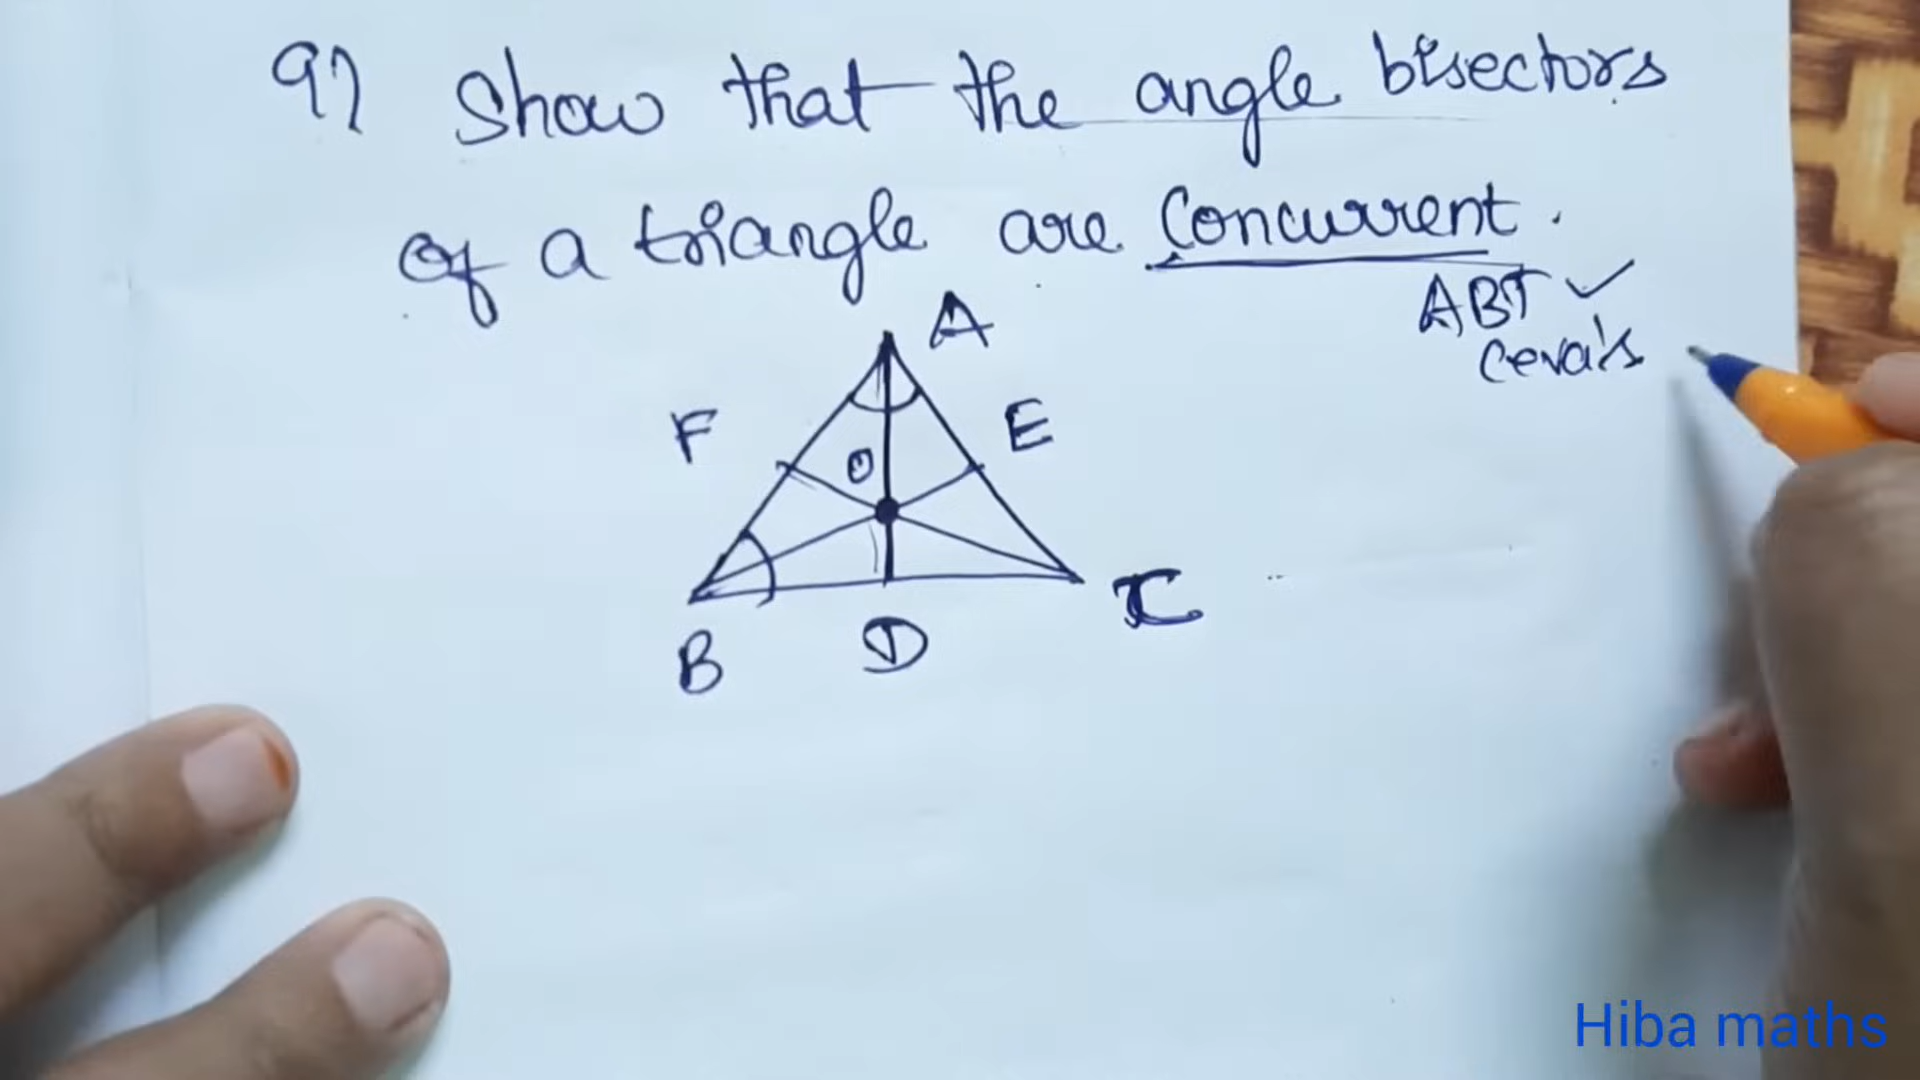 9) Show that the angle bisectors
of a triangle are Concurrent.
ABT ✓
Ceva's
A
F
E
O
C
B
D
Hiba maths